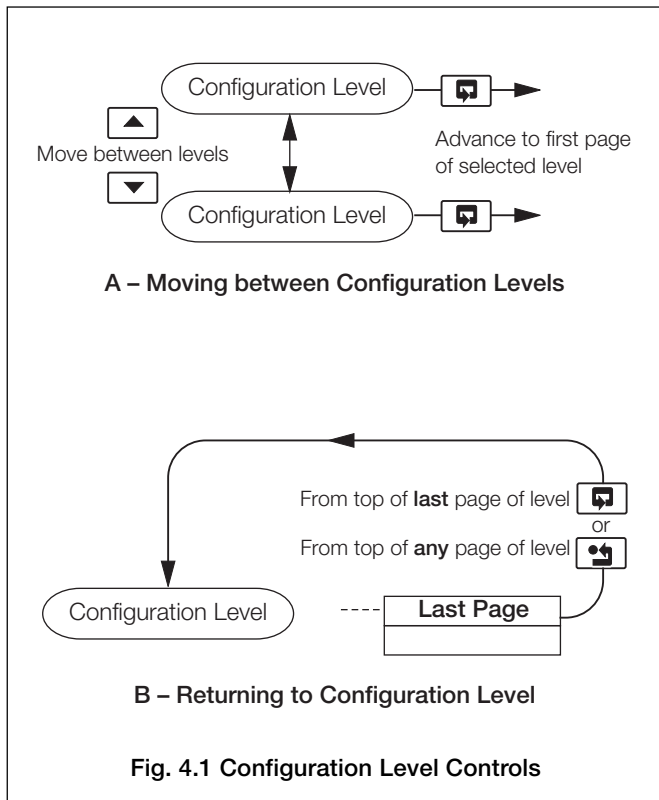 Configuration Level
Move between levels
Advance to first page
of selected level
Configuration Level
A – Moving between Configuration Levels
From top of last page of level
or
From top of any page of level
Configuration Level
Last Page
B – Returning to Configuration Level
Fig. 4.1 Configuration Level Controls